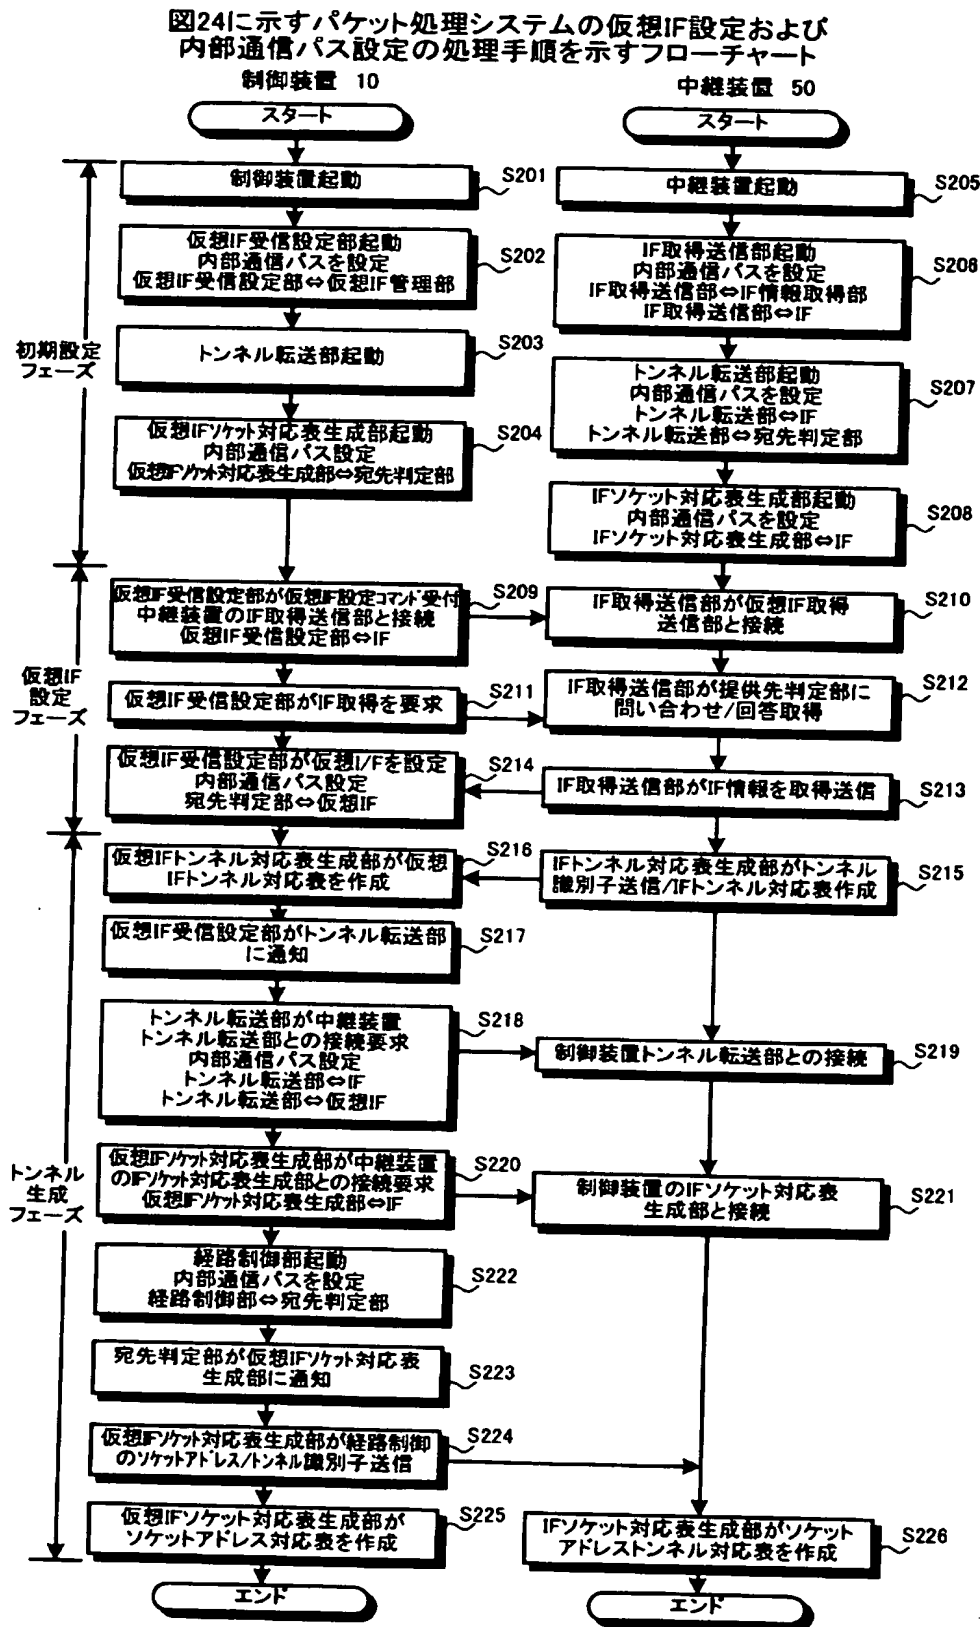 図24に示すパケット処理システムの仮想IF設定および
内部通信パス設定の処理手順を示すフローチャート
制御装置 10
中継装置 50
スタート
スタート
初期設定
フェーズ
制御装置起動
S201
中継装置起動
S205
仮想IF受信設定部起動
内部通信パスを設定
仮想IF受信設定部⇔仮想IF管理部
S202
IF取得送信部起動
内部通信パスを設定
IF取得送信部⇔IF情報取得部
IF取得送信部⇔IF
S206
トンネル転送部起動
S203
トンネル転送部起動
内部通信パスを設定
トンネル転送部⇔IF
トンネル転送部⇔宛先判定部
S207
仮想IFソケット対応表生成部起動
内部通信パス設定
仮想IFソケット対応表生成部⇔宛先判定部
S204
IFソケット対応表生成部起動
内部通信パスを設定
IFソケット対応表生成部⇔IF
S208
仮想IF
設定
フェーズ
仮想IF受信設定部が仮想IF設定コマンド受付
中継装置のIF取得送信部と接続
仮想IF受信設定部⇔IF
S209
IF取得送信部が仮想IF取得
送信部と接続
S210
仮想IF受信設定部がIF取得を要求
S211
IF取得送信部が提供先判定部に
問い合わせ/回答取得
S212
仮想IF受信設定部が仮想I/Fを設定
内部通信パス設定
宛先判定部⇔仮想IF
S214
IF取得送信部がIF情報を取得送信
S213
トンネル
生成
フェーズ
仮想IFトンネル対応表生成部が仮想
IFトンネル対応表を作成
S216
IFトンネル対応表生成部がトンネル
識別子送信/IFトンネル対応表作成
S215
仮想IF受信設定部がトンネル転送部
に通知
S217
トンネル転送部が中継装置
トンネル転送部との接続要求
内部通信パス設定
トンネル転送部⇔IF
トンネル転送部⇔仮想IF
S218
制御装置トンネル転送部との接続
S219
仮想IFソケット対応表生成部が中継装置
のIFソケット対応表生成部との接続要求
仮想IFソケット対応表生成部⇔IF
S220
制御装置のIFソケット対応表
生成部と接続
S221
経路制御部起動
内部通信パスを設定
経路制御部⇔宛先判定部
S222
宛先判定部が仮想IFソケット対応表
生成部に通知
S223
仮想IFソケット対応表生成部が経路制御
のソケットアドレス/トンネル識別子送信
S224
仮想IFソケット対応表生成部が
ソケットアドレス対応表を作成
S225
IFソケット対応表生成部がソケット
アドレストンネル対応表を作成
S226
エンド
エンド